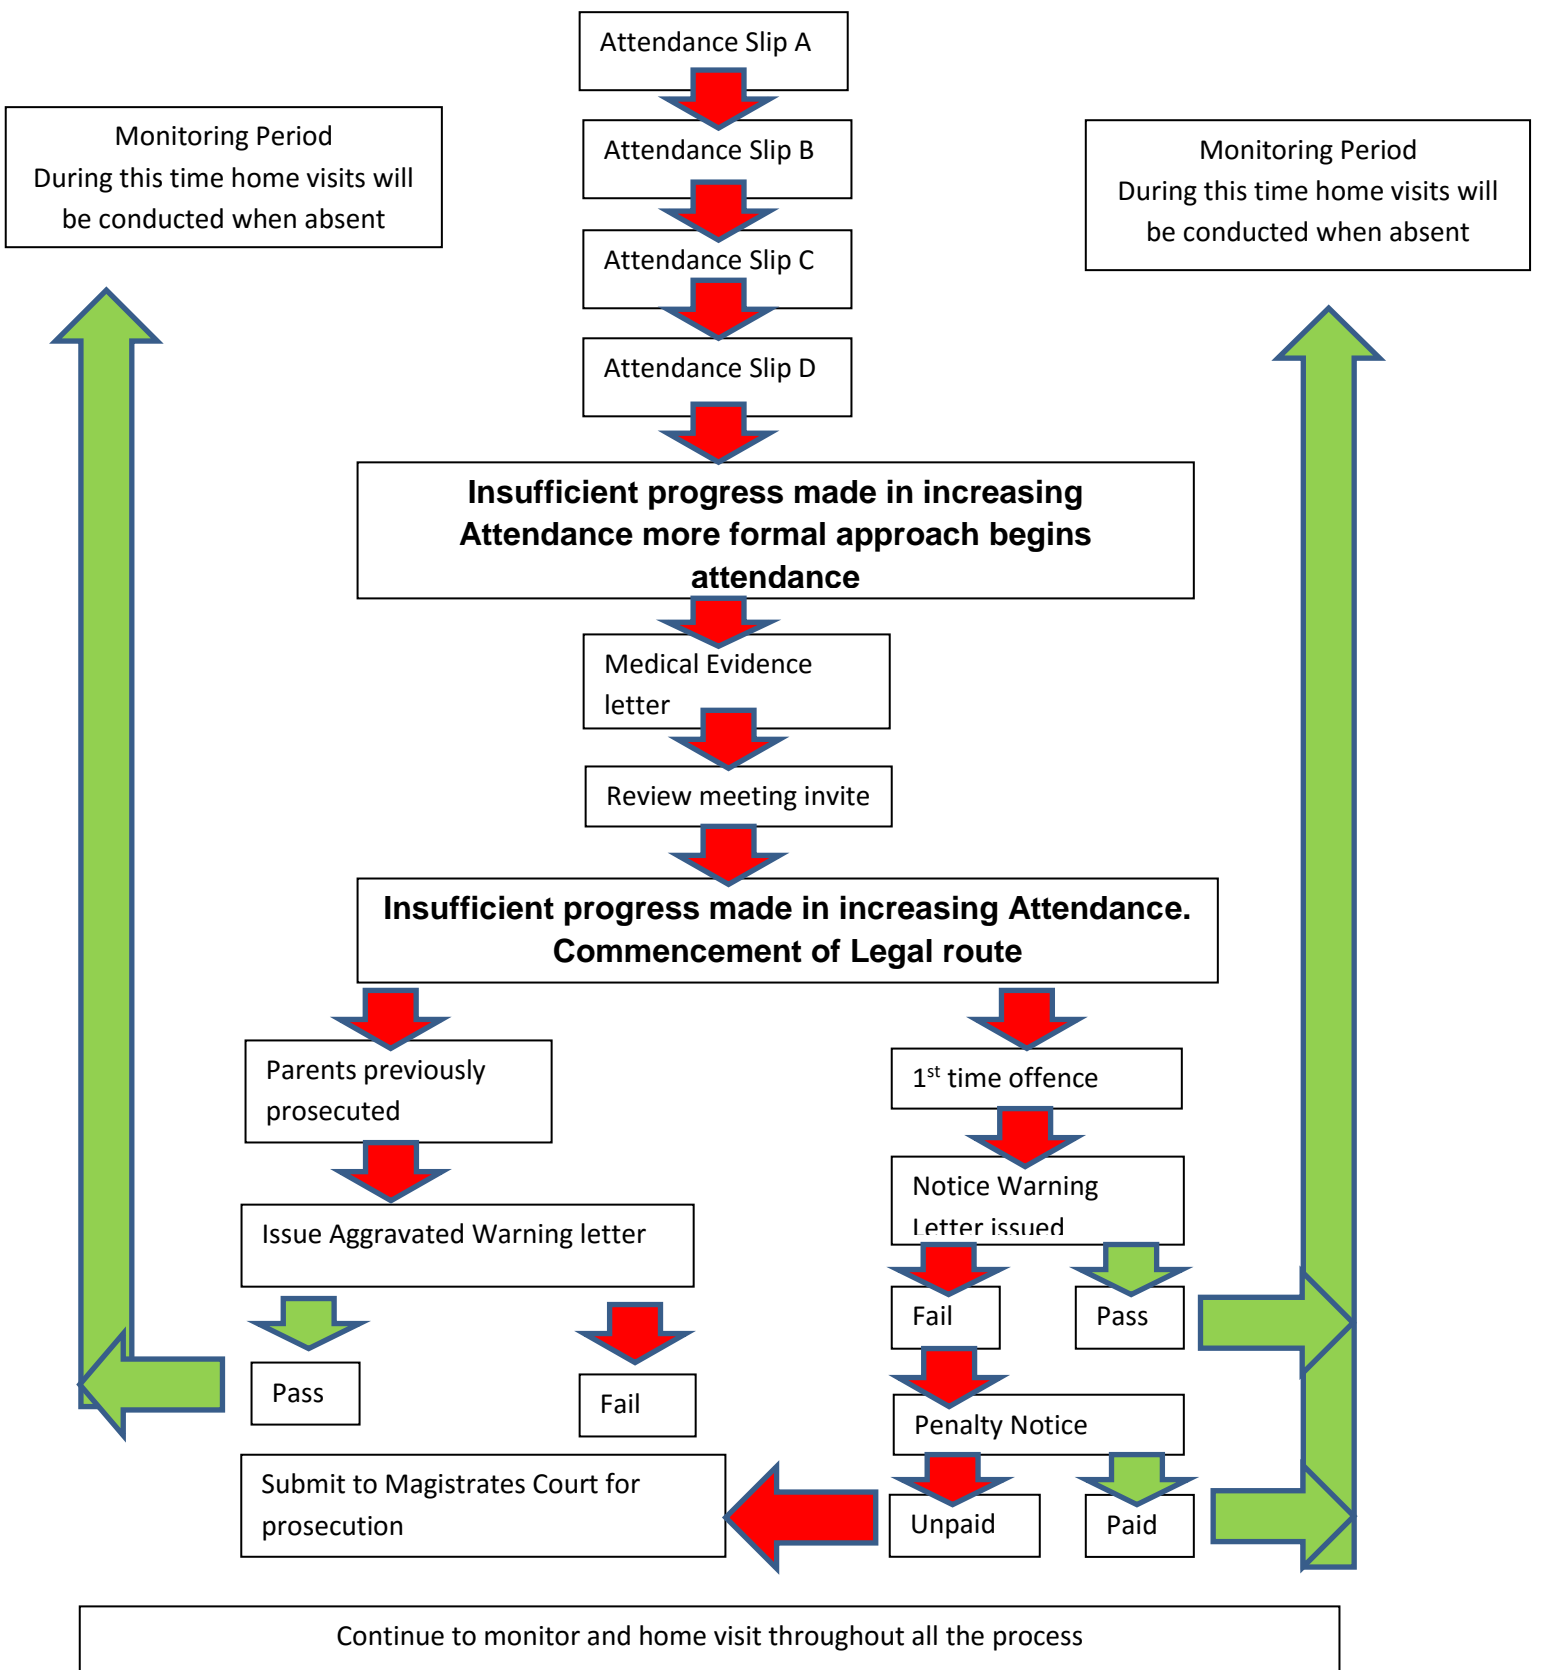 Attendance Slip A
Monitoring Period
During this time home visits will
be conducted when absent
Attendance Slip B
Monitoring Period
During this time home visits will
be conducted when absent
Attendance Slip C
Attendance Slip D
Insufficient progress made in increasing
Attendance more formal approach begins
attendance
Medical Evidence
letter
Review meeting invite
Insufficient progress made in increasing Attendance.
Commencement of Legal route
Parents previously
prosecuted
1st time offence
Issue Aggravated Warning letter
Notice Warning
Letter issued
Fail
Pass
Pass
Fail
Penalty Notice
Submit to Magistrates Court for
prosecution
Unpaid
Paid
Continue to monitor and home visit throughout all the process